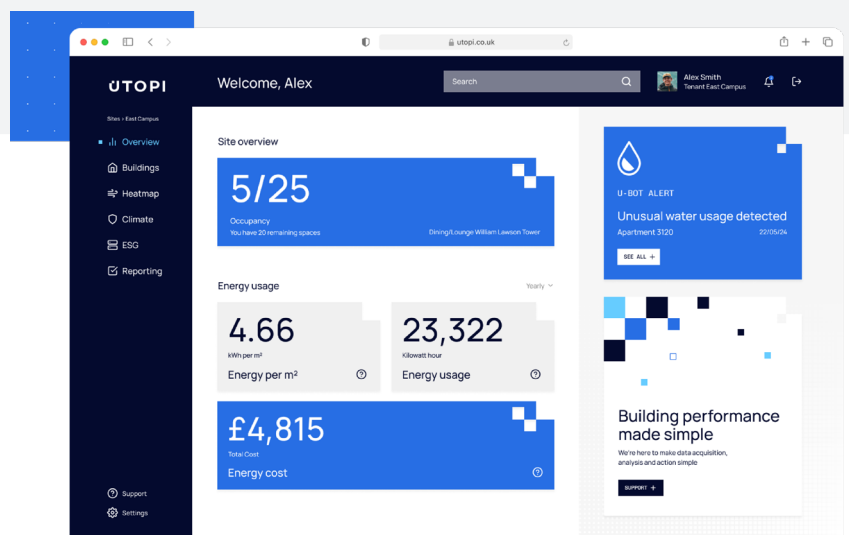 utopi.co.uk
UTOPI
Welcome, Alex
Search
Alex Smith
Tenant East Campus
Sites > East Campus
Overview
Buildings
Heatmap
Climate
ESG
Reporting
Support
Settings
Site overview
5/25
Occupancy
You have 20 remaining spaces
Dining/Lounge William Lawson Tower
Energy usage
Yearly
4.66
kWh per m²
Energy per m²
23,322
Kilowatt hour
Energy usage
£4,815
Total Cost
Energy cost
U-BOT ALERT
Unusual water usage detected
Apartment 3120
22/05/24
SEE ALL +
Building performance
made simple
We're here to make data acquisition,
analysis and action simple
SUPPORT +